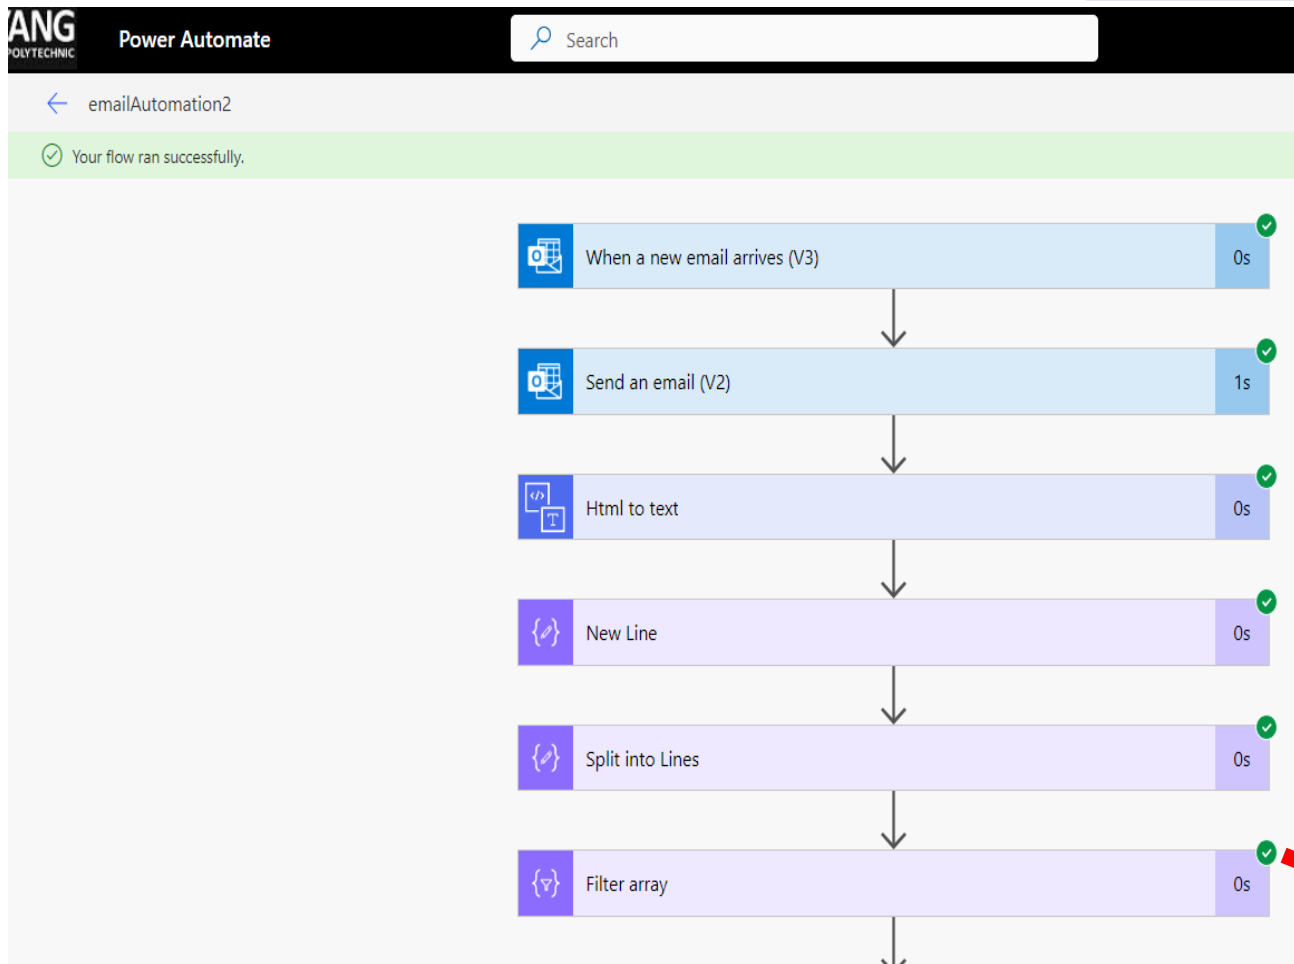 YANG
POLYTECHNIC
Power Automate
Search
emailAutomation2
Your flow ran successfully.
When a new email arrives (V3)
0s
Send an email (V2)
1s
Html to text
0s
New Line
0s
Split into Lines
0s
Filter array
0s